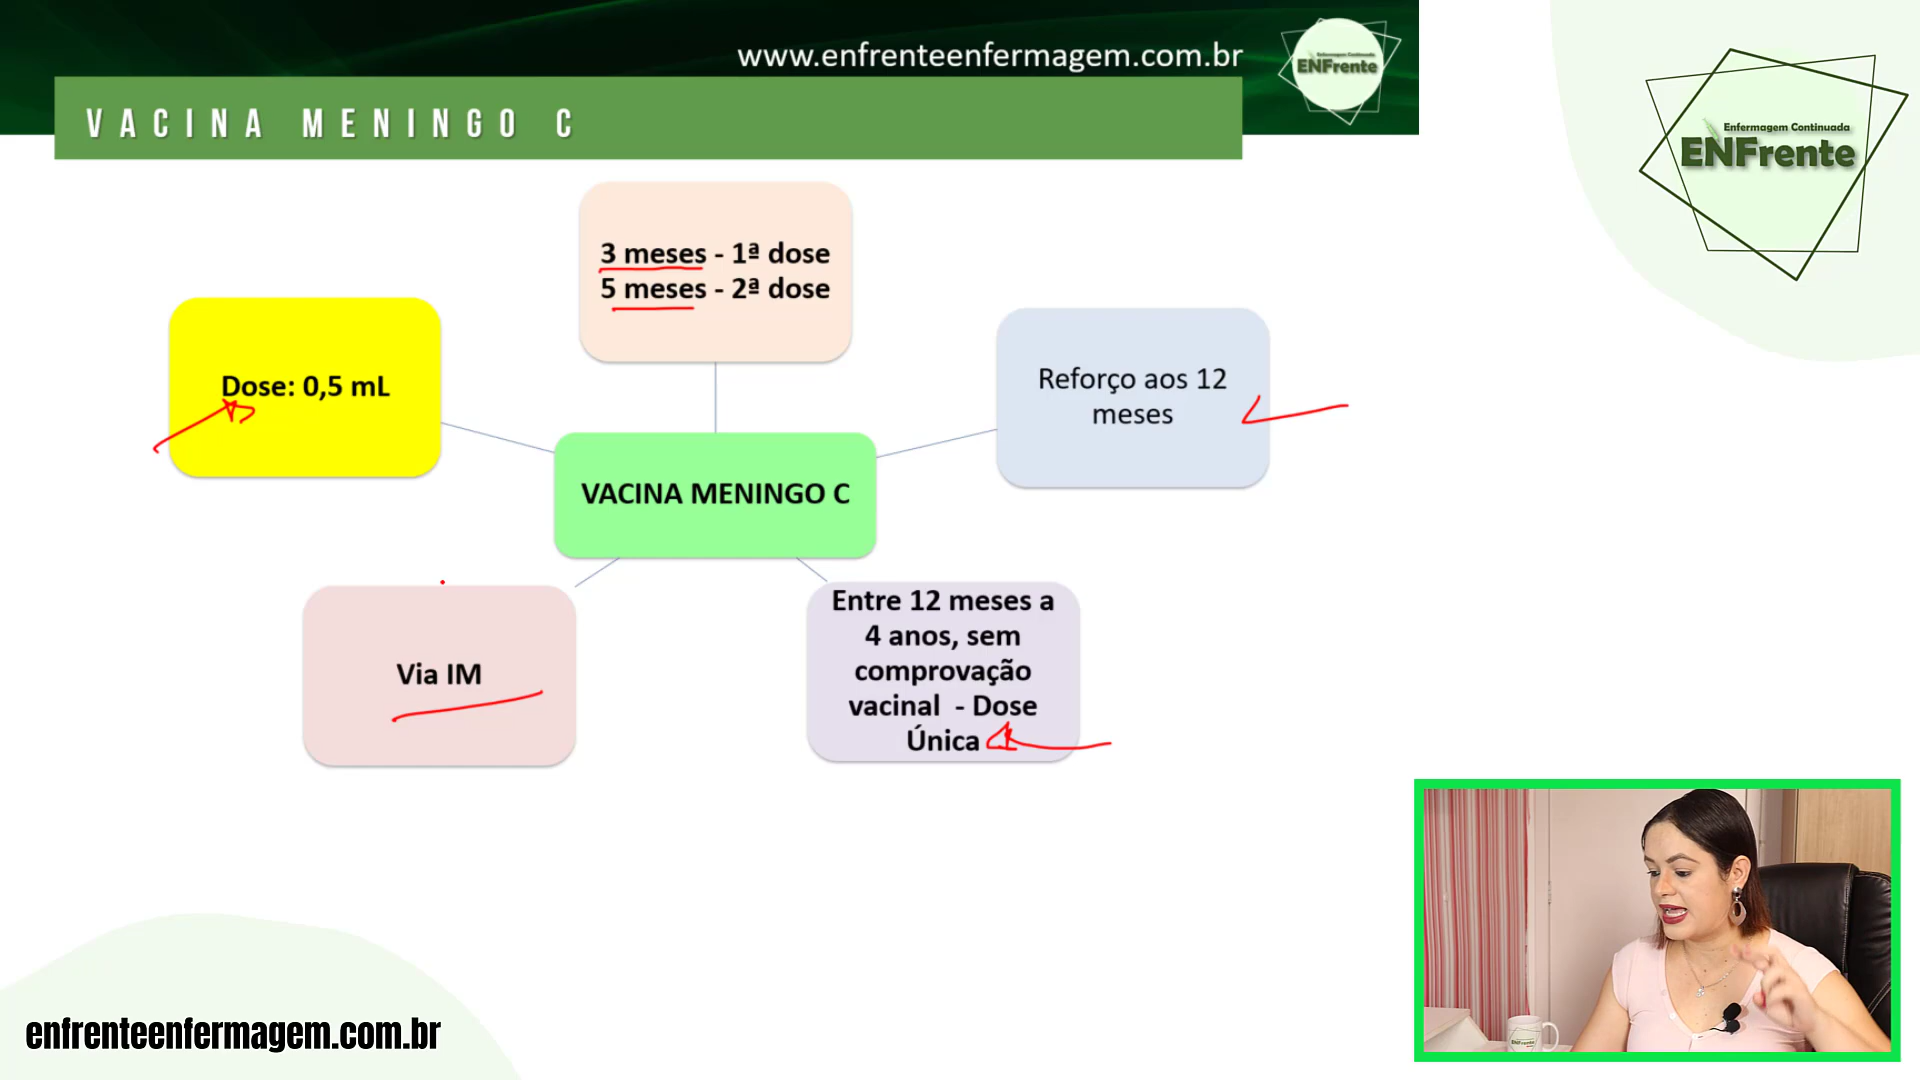 www.enfrenteenfermagem.com.br
ENFrente
VACINA MENINGO C
Enfermagem Continuada
ENFrente
3 meses - 1ª dose
5 meses - 2ª dose
Dose: 0,5 mL
Reforço aos 12
meses
VACINA MENINGO C
Via IM
Entre 12 meses a
4 anos, sem
comprovação
vacinal - Dose
Única
enfrenteenfermagem.com.br